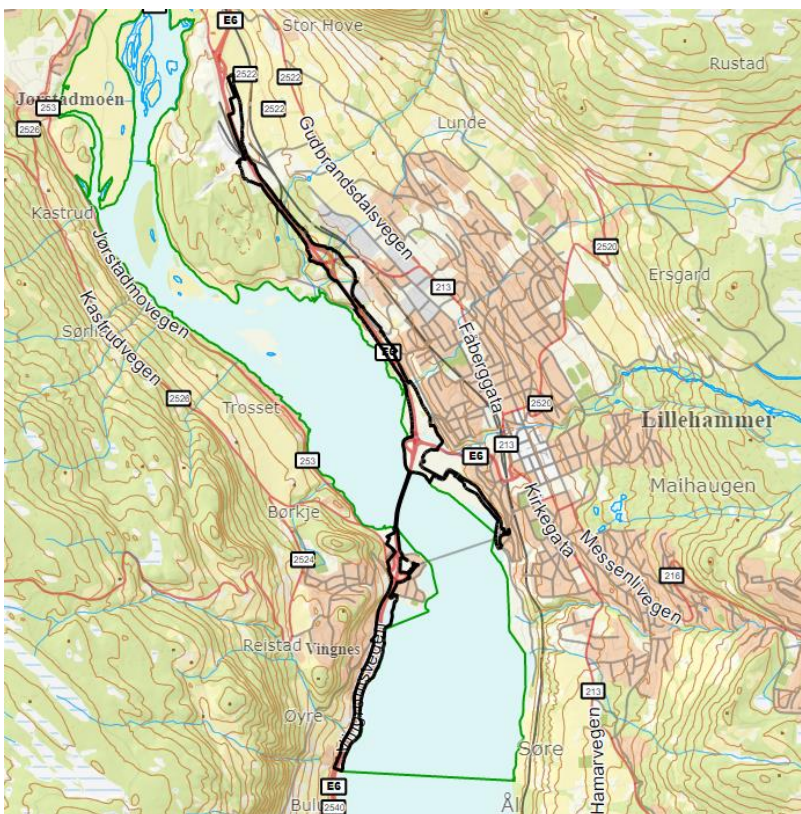 E6
Stor Hove
2522
2522
2522
Rustad
Jørstadmoen
253
2526
Lunde
Gudbrandsdalsvegen
Kastrud
Jørstadmovegen
2520
Ersgard
213
Kastrudvegen
Fåberggata
E6
2526
Trosset
2520
Lillehammer
213
E6
253
Maihaugen
Børkje
Kirkegata
Messenlivegen
2524
216
Reistad
Vingnes
213
Øyre
Søre
Hamarvegen
E6
2540
Ål